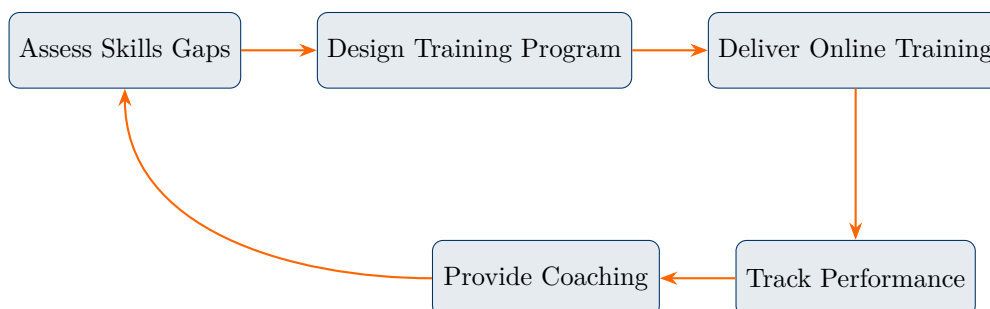 Assess Skills Gaps
Design Training Program
Deliver Online Training
Provide Coaching
Track Performance